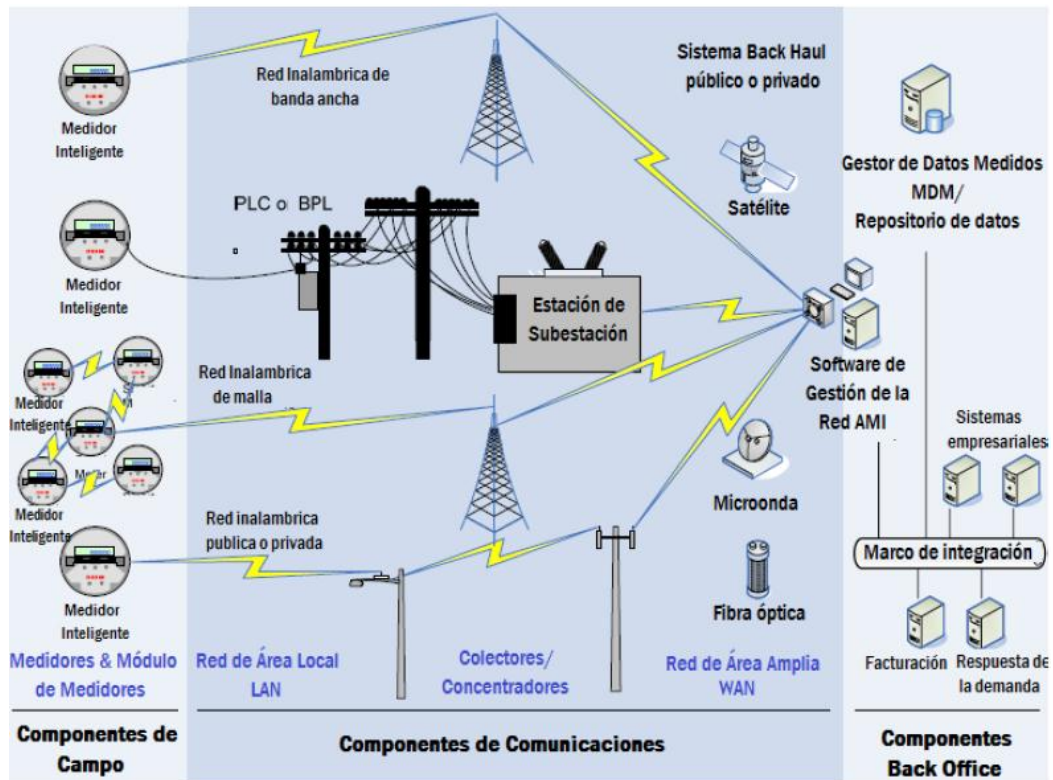 Medidor
Inteligente
Red Inalambrica de
banda ancha
Sistema Back Haul
público o privado
Satélite
Gestor de Datos Medidos
MDM/
Repositorio de datos
Medidor
Inteligente
PLC o BPL
Estación de
Subestación
Software de
Gestión de la
Red AMI
Medidor
Inteligente
Medidor
Inteligente
Red Inalambrica
de malla
Microonda
Fibra óptica
Sistemas
empresariales
Marco de integración
Facturación
Respuesta de
la demanda
Red inalambrica
publica o privada
Medidor
Inteligente
Medidores & Módulo
de Medidores
Red de Área Local
LAN
Colectores/
Concentradores
Red de Área Amplia
WAN
Componentes de
Campo
Componentes de Comunicaciones
Componentes
Back Office